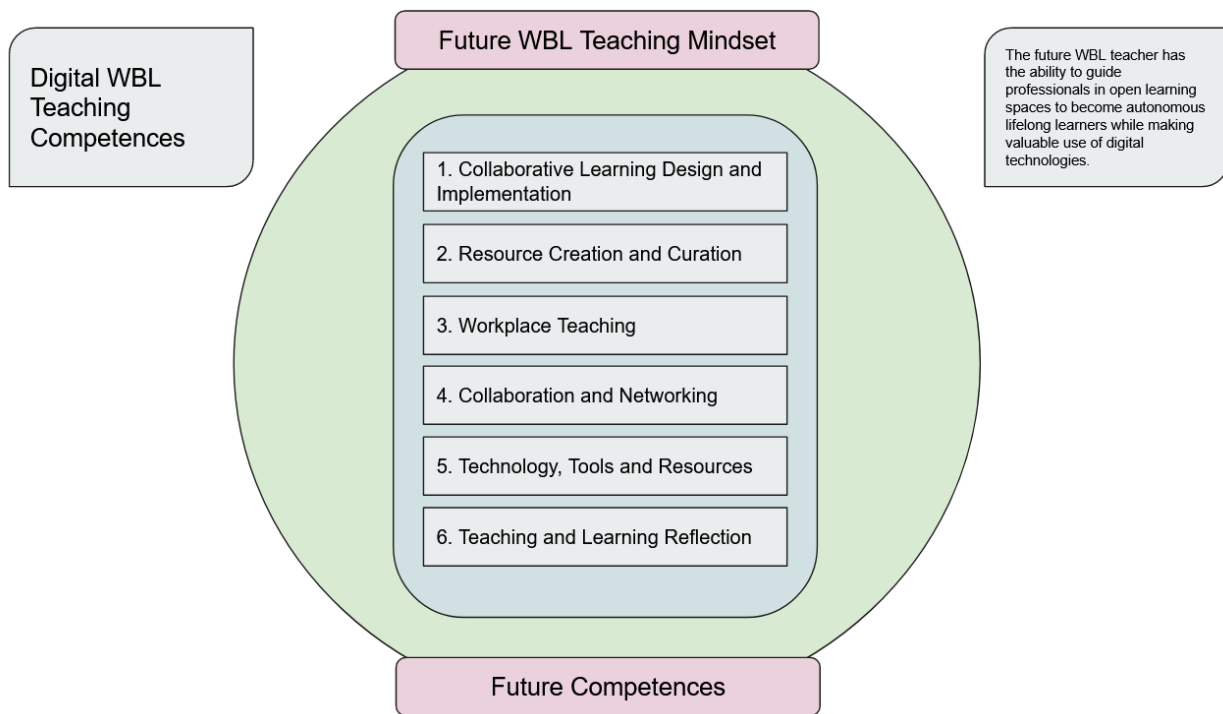 Future WBL Teaching Mindset
Digital WBL
Teaching
Competences
The future WBL teacher has
the ability to guide
professionals in open learning
spaces to become autonomous
lifelong learners while making
valuable use of digital
technologies.
1. Collaborative Learning Design and
Implementation
2. Resource Creation and Curation
3. Workplace Teaching
4. Collaboration and Networking
5. Technology, Tools and Resources
6. Teaching and Learning Reflection
Future Competences